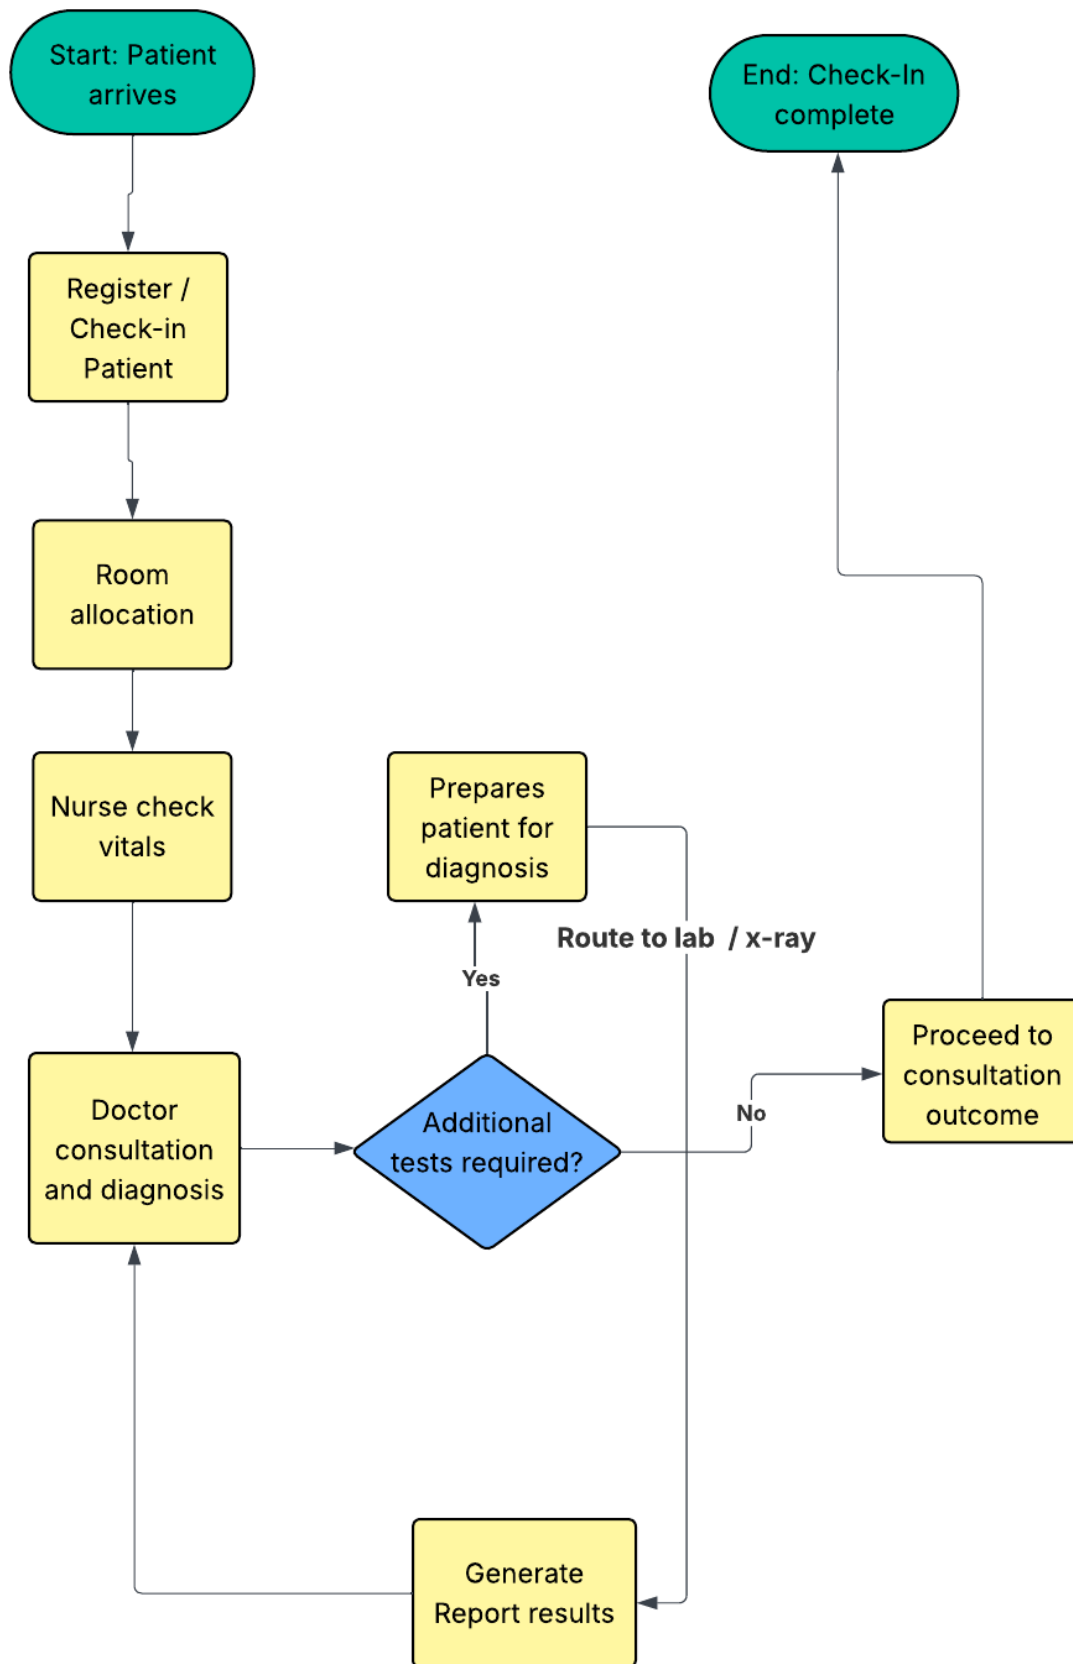 Start: Patient
arrives
End: Check-In
complete
Register /
Check-in
Patient
Room
allocation
Nurse check
vitals
Prepares
patient for
diagnosis
Route to lab / x-ray
Yes
Doctor
consultation
and diagnosis
Additional
tests required?
No
Proceed to
consultation
outcome
Generate
Report results